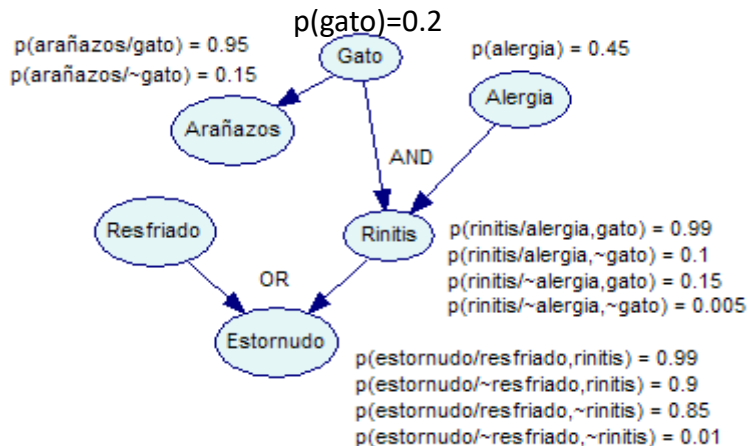 p(gato)=0.2
p(arañazos/gato) = 0.95
p(arañazos/~gato) = 0.15
Gato
p(alergia) = 0.45
Alergia
Arañazos
AND
Resfriado
Rinitis
p(rinitis/alergia,gato) = 0.99
p(rinitis/alergia,~gato) = 0.1
p(rinitis/~alergia,gato) = 0.15
p(rinitis/~alergia,~gato) = 0.005
OR
Estornudo
p(estornudo/resfriado,rinitis) = 0.99
p(estornudo/~resfriado,rinitis) = 0.9
p(estornudo/resfriado,~rinitis) = 0.85
p(estornudo/~resfriado,~rinitis) = 0.01